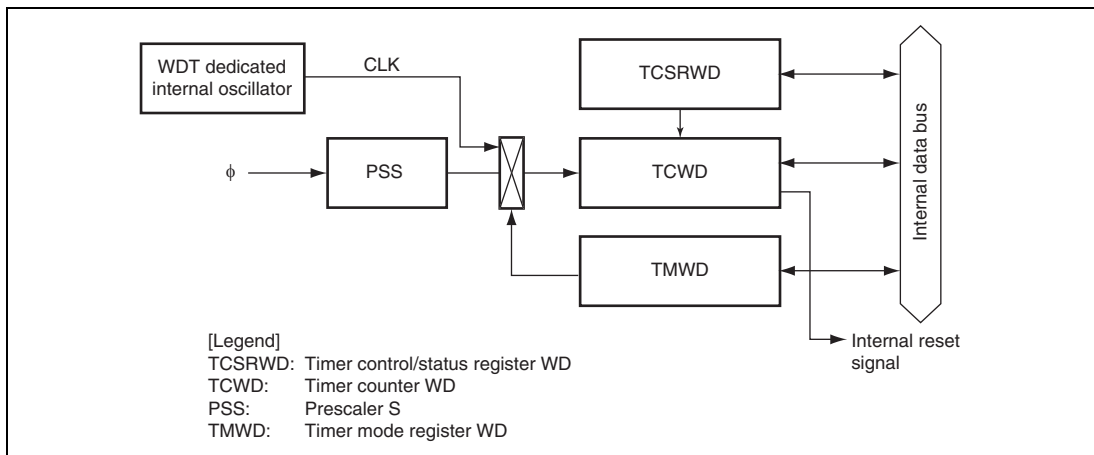 WDT dedicated
internal oscillator
CLK
TCSRWD
φ
PSS
TCWD
TMWD
Internal data bus
Internal reset
signal
[Legend]
TCSRWD: Timer control/status register WD
TCWD: Timer counter WD
PSS: Prescaler S
TMWD: Timer mode register WD